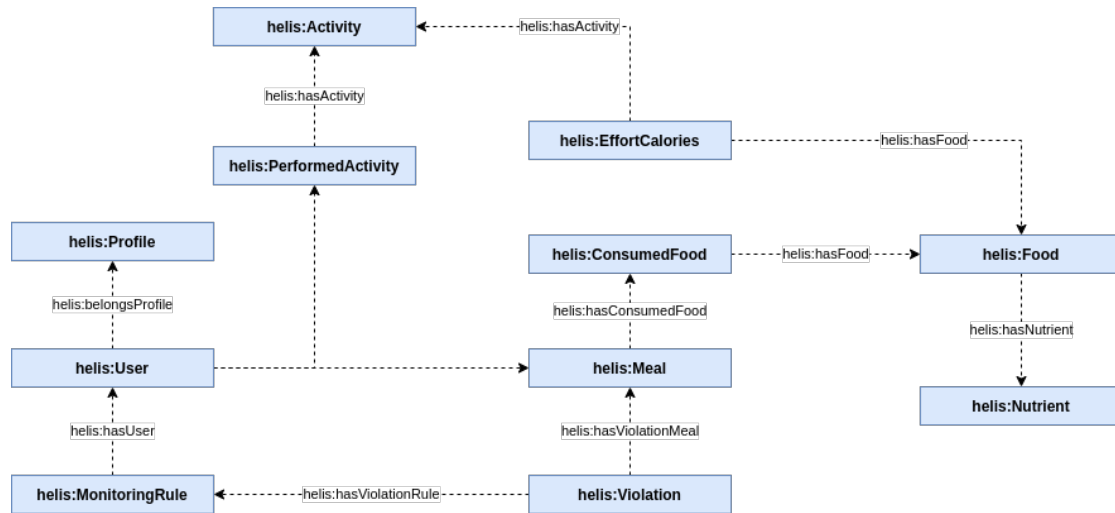 helis:Activity
helis:hasActivity
helis:hasActivity
helis:EffortCalories
helis:hasFood
helis:PerformedActivity
helis:Profile
helis:ConsumedFood
helis:hasFood
helis:Food
helis:belongsProfile
helis:hasConsumedFood
helis:hasNutrient
helis:User
helis:Meal
helis:Nutrient
helis:hasUser
helis:hasViolationMeal
helis:MonitoringRule
helis:hasViolationRule
helis:Violation